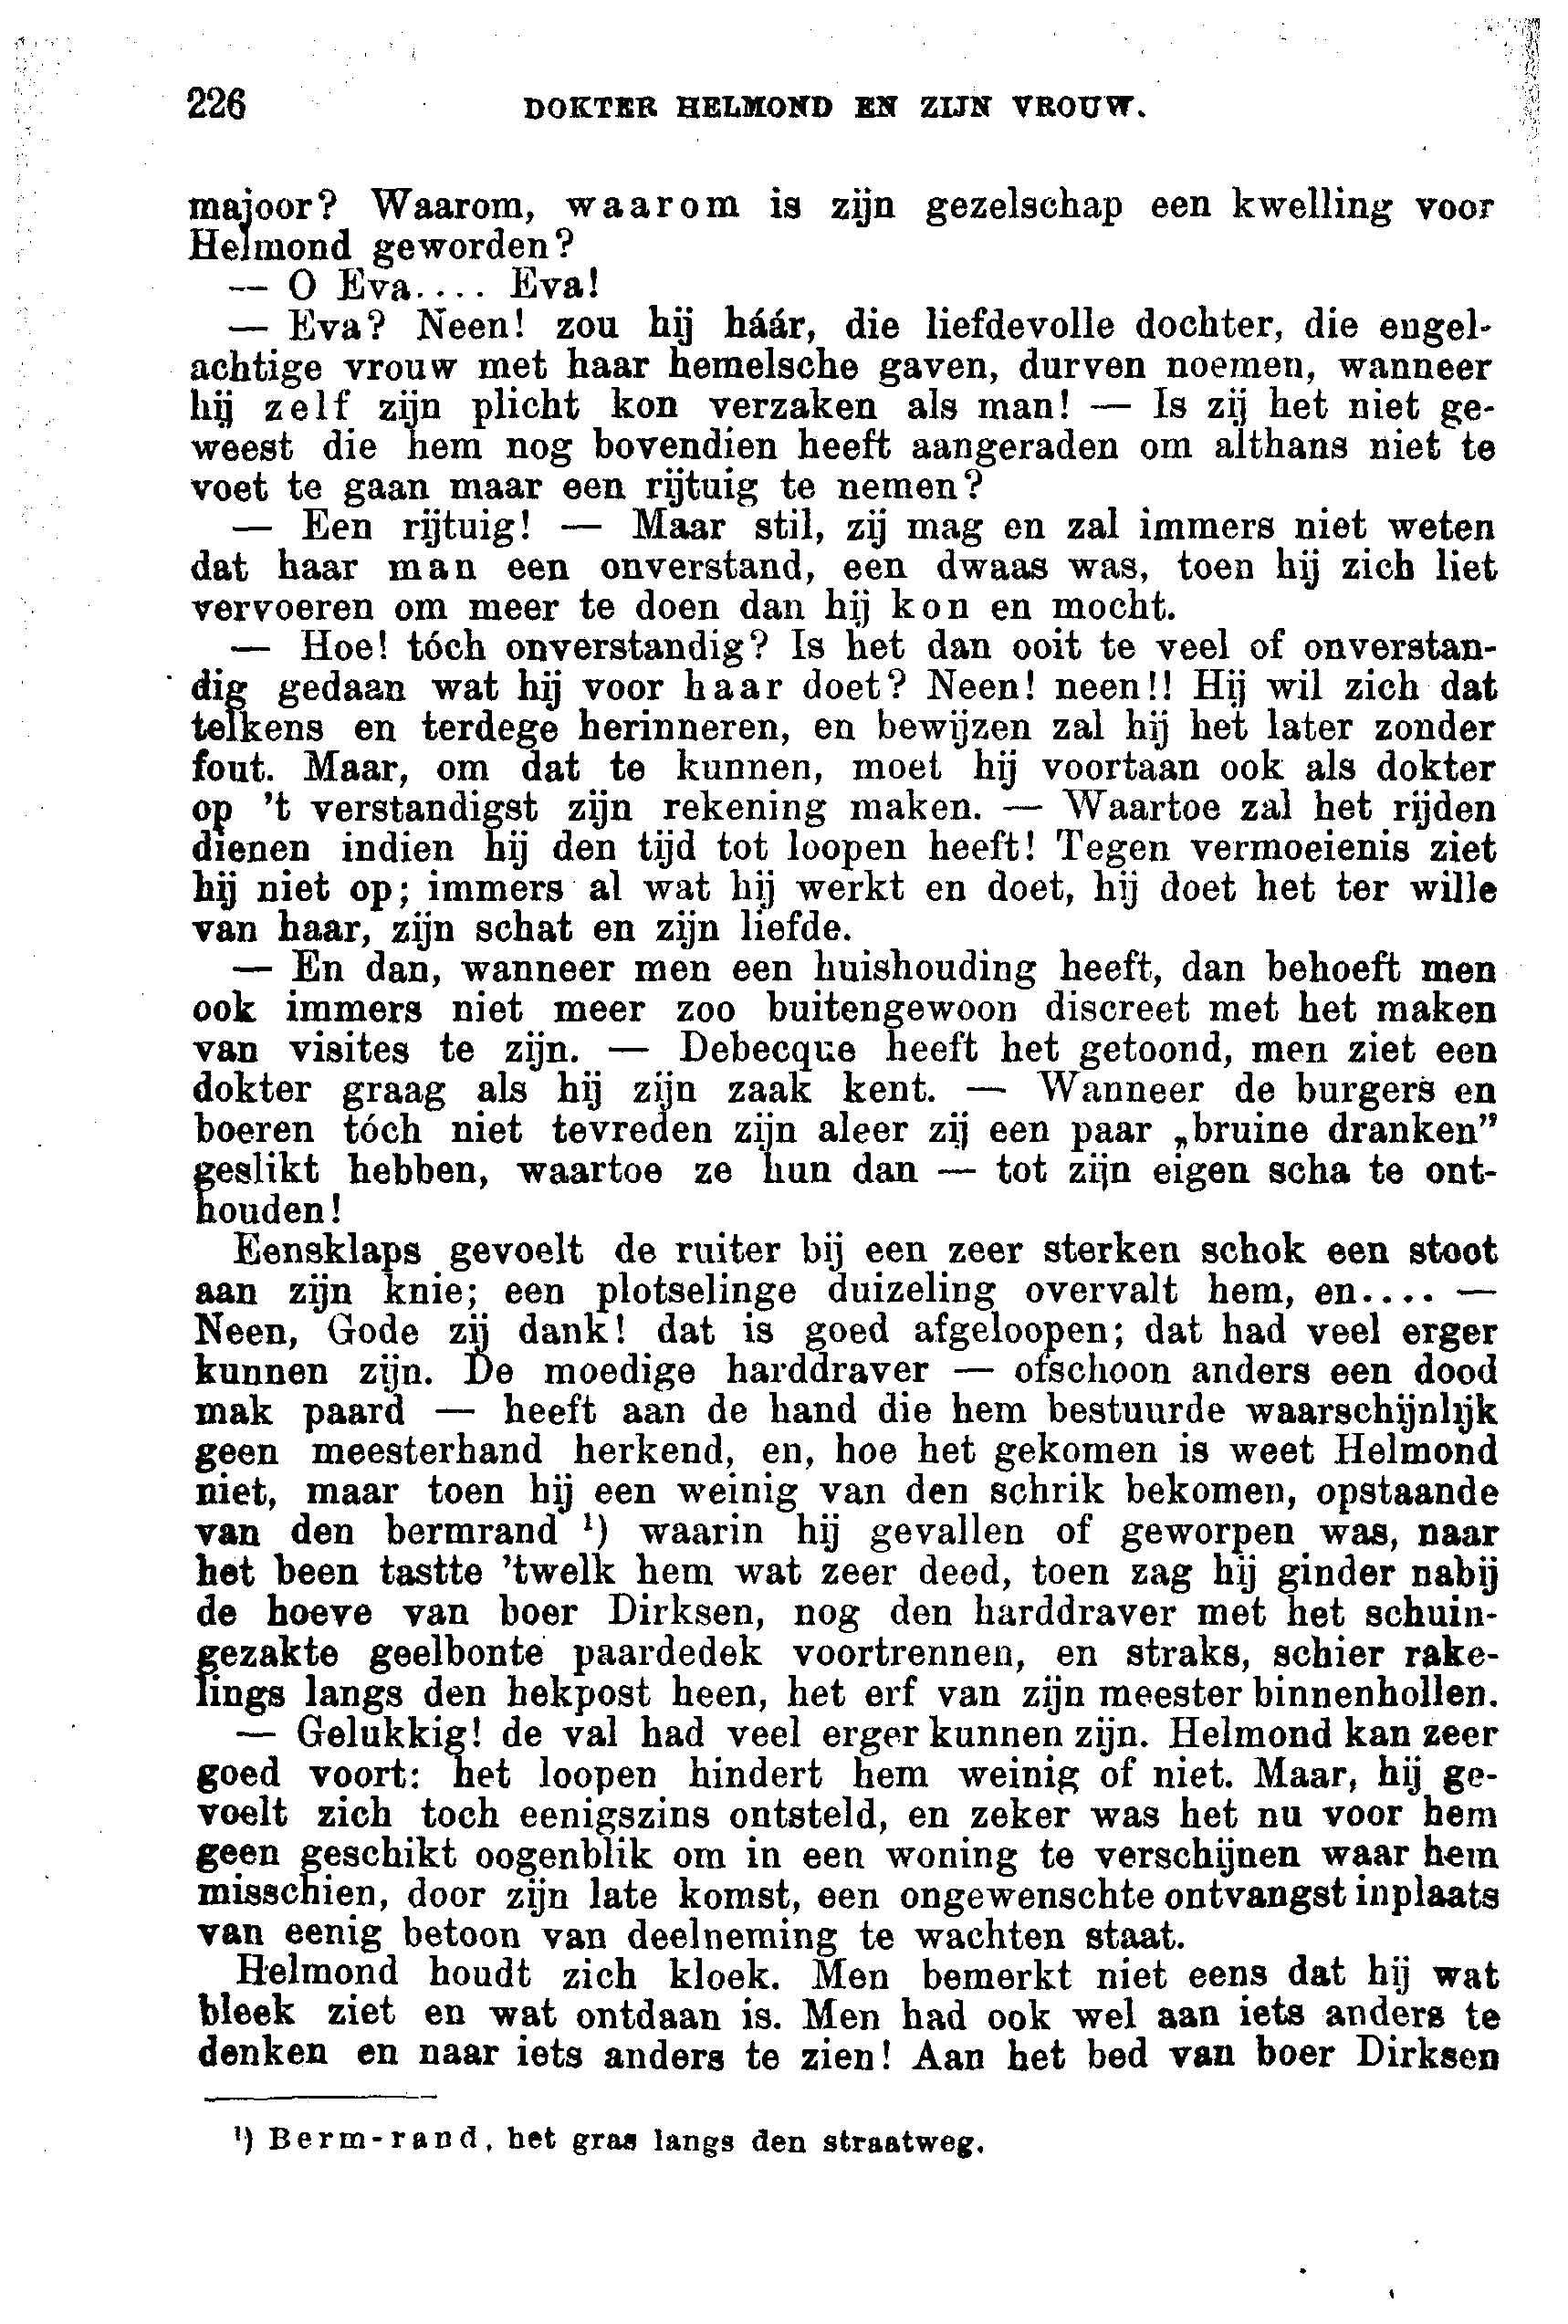 226 DOKTER HELMOND EN ZIJN VROUW.
majoor? Waarom, waarom is zijn gezelschap een kwelling voor
Helmond geworden?
— O Eva.... Eva!
— Eva? Neen! zou hij háár, die liefdevolle dochter, die engel-
achtige vrouw met haar hemelsche gaven, durven noemen, wanneer
hij zelf zijn plicht kon verzaken als man! — Is zij het niet ge-
weest die hem nog bovendien heeft aangeraden om althans niet te
voet te gaan maar een rijtuig te nemen?
— Een rijtuig! — Maar stil, zij mag en zal immers niet weten
dat haar man een onverstand, een dwaas was, toen hij zich liet
vervoeren om meer te doen dan hij kon en mocht.
— Hoe! tóch onverstandig? Is het dan ooit te veel of onverstan-
dig gedaan wat hij voor haar doet? Neen! neen!! Hij wil zich dat
telkens en terdege herinneren, en bewijzen zal hij het later zonder
fout. Maar, om dat te kunnen, moet hij voortaan ook als dokter
op 't verstandigst zijn rekening maken. — Waartoe zal het rijden
dienen indien hij den tijd tot loopen heeft! Tegen vermoeienis ziet
hij niet op; immers al wat hij werkt en doet, hij doet het ter wille
van haar, zijn schat en zijn liefde.
— En dan, wanneer men een huishouding heeft, dan behoeft men
ook immers niet meer zoo buitengewoon discreet met het maken
van visites te zijn. — Debecque heeft het getoond, men ziet een
dokter graag als hij zijn zaak kent. — Wanneer de burgers en
boeren tóch niet tevreden zijn aleer zij een paar „bruine dranken”
geslikt hebben, waartoe ze hun dan — tot zijn eigen scha te ont-
houden!
Eensklaps gevoelt de ruiter bij een zeer sterken schok een stoot
aan zijn knie; een plotselinge duizeling overvalt hem, en.... —
Neen, Gode zij dank! dat is goed afgeloopen; dat had veel erger
kunnen zijn. De moedige harddraver — ofschoon anders een dood
mak paard — heeft aan de hand die hem bestuurde waarschijnlijk
geen meesterhand herkend, en, hoe het gekomen is weet Helmond
niet, maar toen hij een weinig van den schrik bekomen, opstaande
van den bermrand ¹) waarin hij gevallen of geworpen was, naar
het been tastte 'twelk hem wat zeer deed, toen zag hij ginder nabij
de hoeve van boer Dirksen, nog den harddraver met het schuin-
gezakte geelbonte paardedek voortrennen, en straks, schier rake-
lings langs den hekpost heen, het erf van zijn meester binnenhollen.
— Gelukkig! de val had veel erger kunnen zijn. Helmond kan zeer
goed voort: het loopen hindert hem weinig of niet. Maar, hij ge-
voelt zich toch eenigszins ontsteld, en zeker was het nu voor hem
geen geschikt oogenblik om in een woning te verschijnen waar hem
misschien, door zijn late komst, een ongewenschte ontvangst inplaats
van eenig betoon van deelneming te wachten staat.
Helmond houdt zich kloek. Men bemerkt niet eens dat hij wat
bleek ziet en wat ontdaan is. Men had ook wel aan iets anders te
denken en naar iets anders te zien! Aan het bed van boer Dirksen
¹) Berm-rand, het gras langs den straatweg.